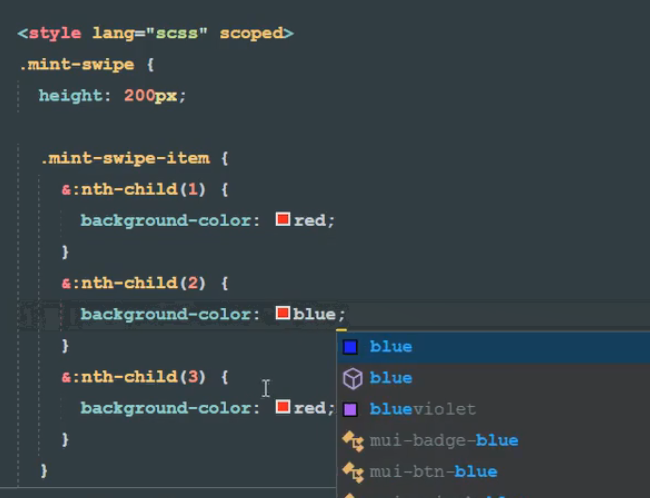 <style lang="scss" scoped>
.mint-swipe {
height: 200px;
.mint-swipe-item {
&:nth-child(1) {
background-color: red;
}
&:nth-child(2) {
background-color: blue;
}
&:nth-child(3) {
background-color: red;
}
}
blue
blue
blueviolet
mui-badge-blue
mui-btn-blue